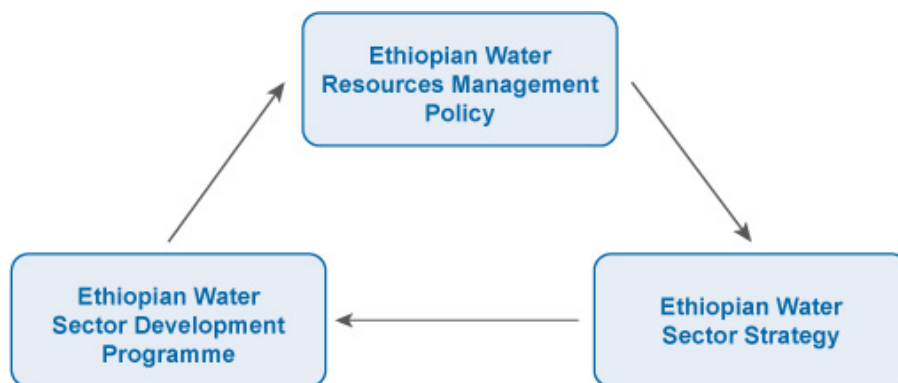 Ethiopian Water
Resources Management
Policy
Ethiopian Water
Sector Development
Programme
Ethiopian Water
Sector Strategy